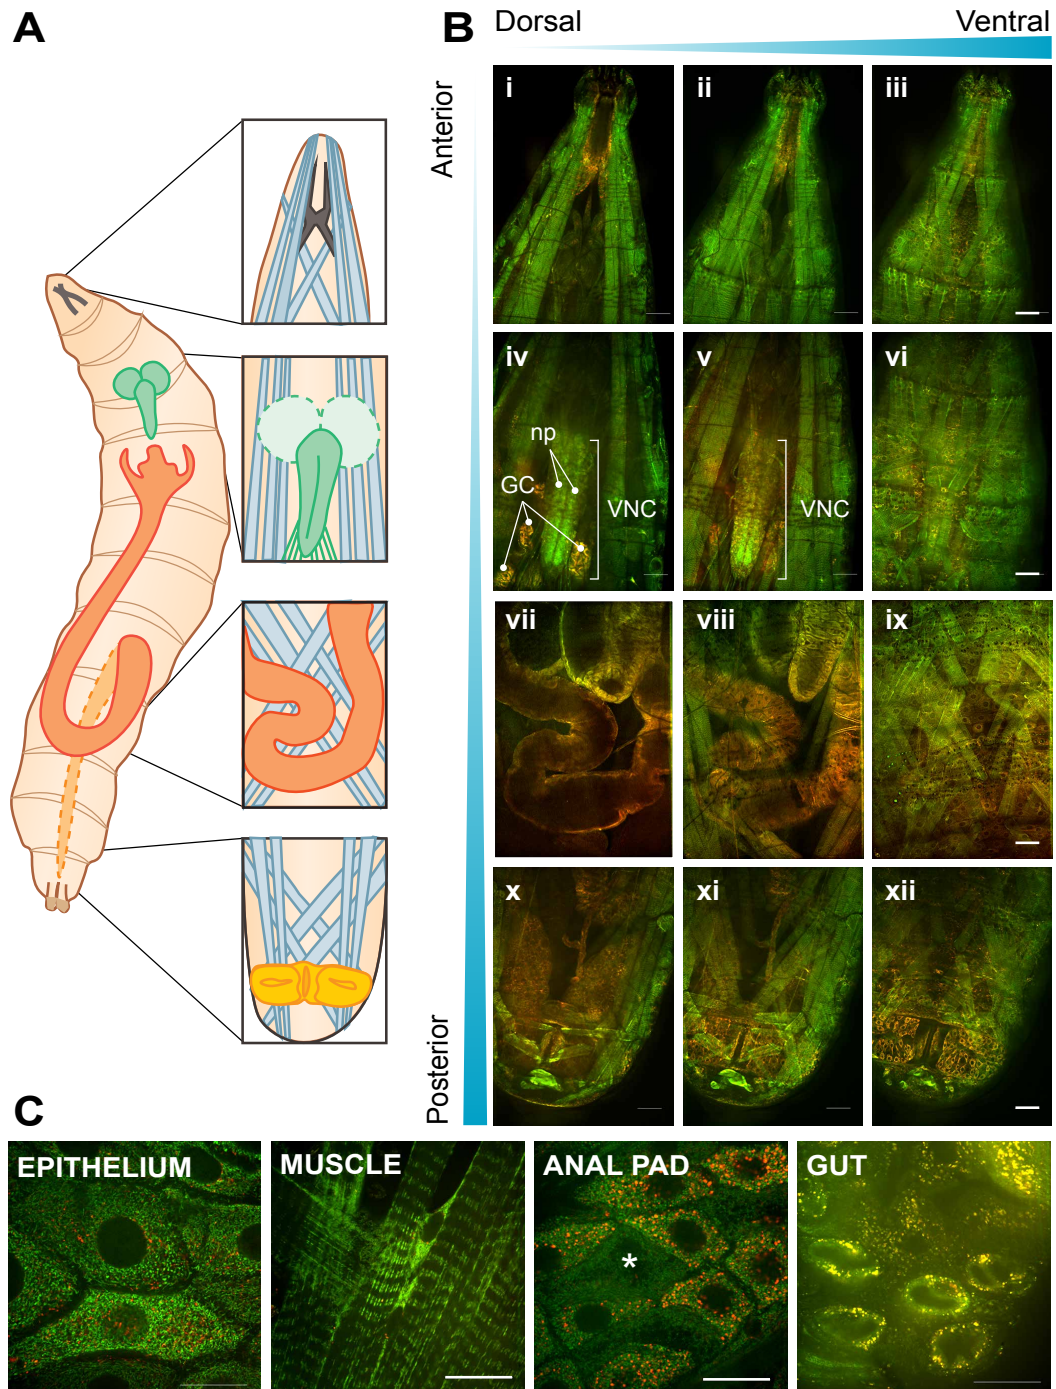 A
B
Dorsal
Ventral
Anterior
Posterior
i
ii
iii
iv
np
GC
VNC
v
VNC
vi
vii
viii
ix
x
xi
xii
C
EPITHELIUM
MUSCLE
ANAL PAD
*
GUT